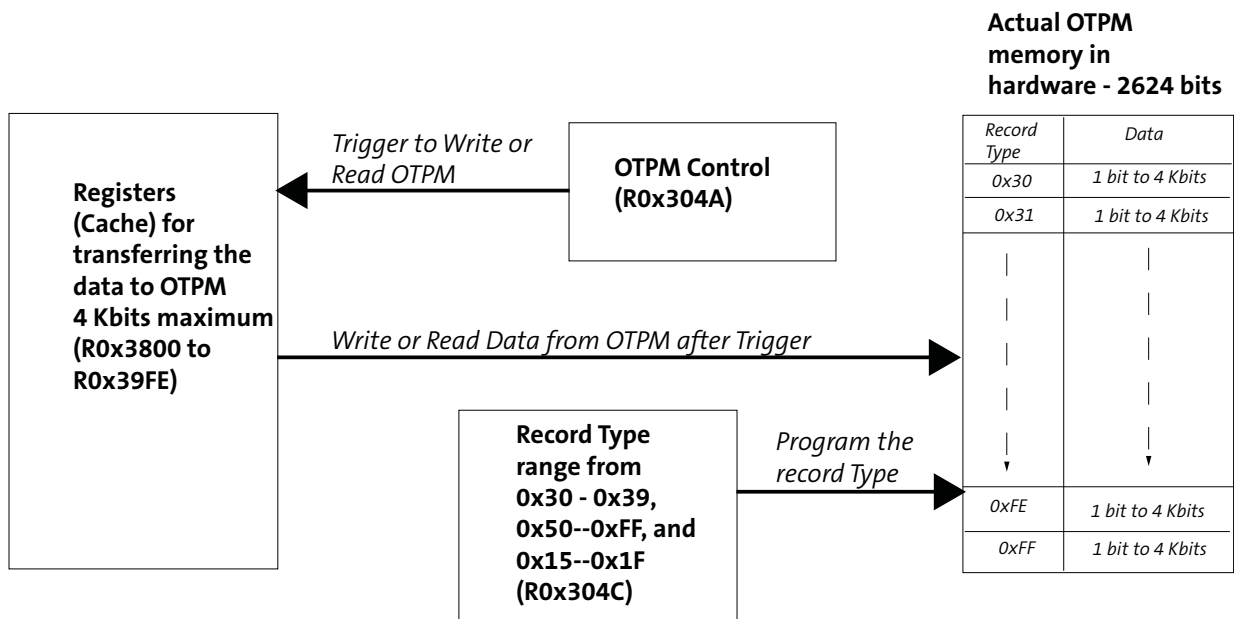 Actual OTPM
memory in
hardware - 2624 bits
Registers
(Cache) for
transferring the
data to OTPM
4 Kbits maximum
(R0x3800 to
R0x39FE)
Trigger to Write or
Read OTPM
OTPM Control
(R0x304A)
Write or Read Data from OTPM after Trigger
Record Type
range from
0x30 - 0x39,
0x50--0xFF, and
0x15--0x1F
(R0x304C)
Program the
record Type
Record
Type
Data
0x30
1 bit to 4 Kbits
0x31
1 bit to 4 Kbits
0xFE
1 bit to 4 Kbits
0xFF
1 bit to 4 Kbits